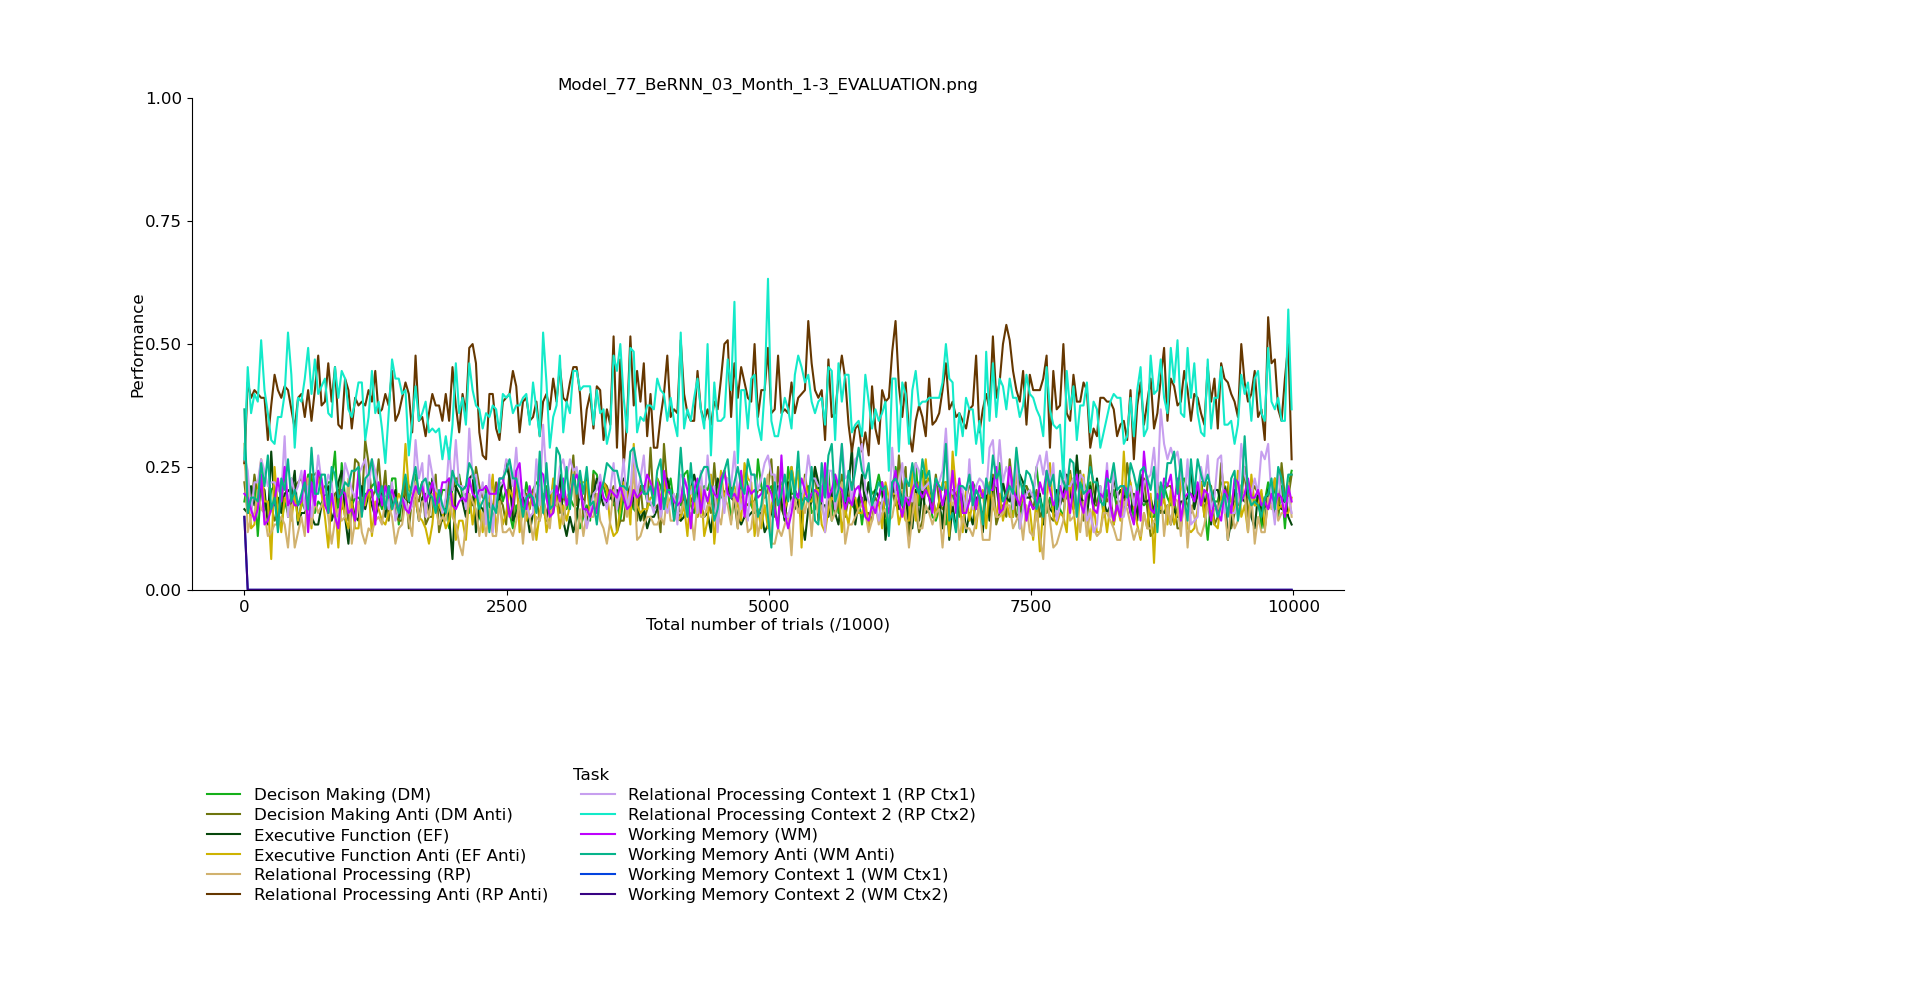 Model_77_BeRNN_03_Month_1-3_EVALUATION.png
1.00
0.75
0.50
0.25
0.00
Performance
0 2500 5000 7500 10000
Total number of trials (/1000)
Task
Decison Making (DM)
Decision Making Anti (DM Anti)
Executive Function (EF)
Executive Function Anti (EF Anti)
Relational Processing (RP)
Relational Processing Anti (RP Anti)
Relational Processing Context 1 (RP Ctx1)
Relational Processing Context 2 (RP Ctx2)
Working Memory (WM)
Working Memory Anti (WM Anti)
Working Memory Context 1 (WM Ctx1)
Working Memory Context 2 (WM Ctx2)